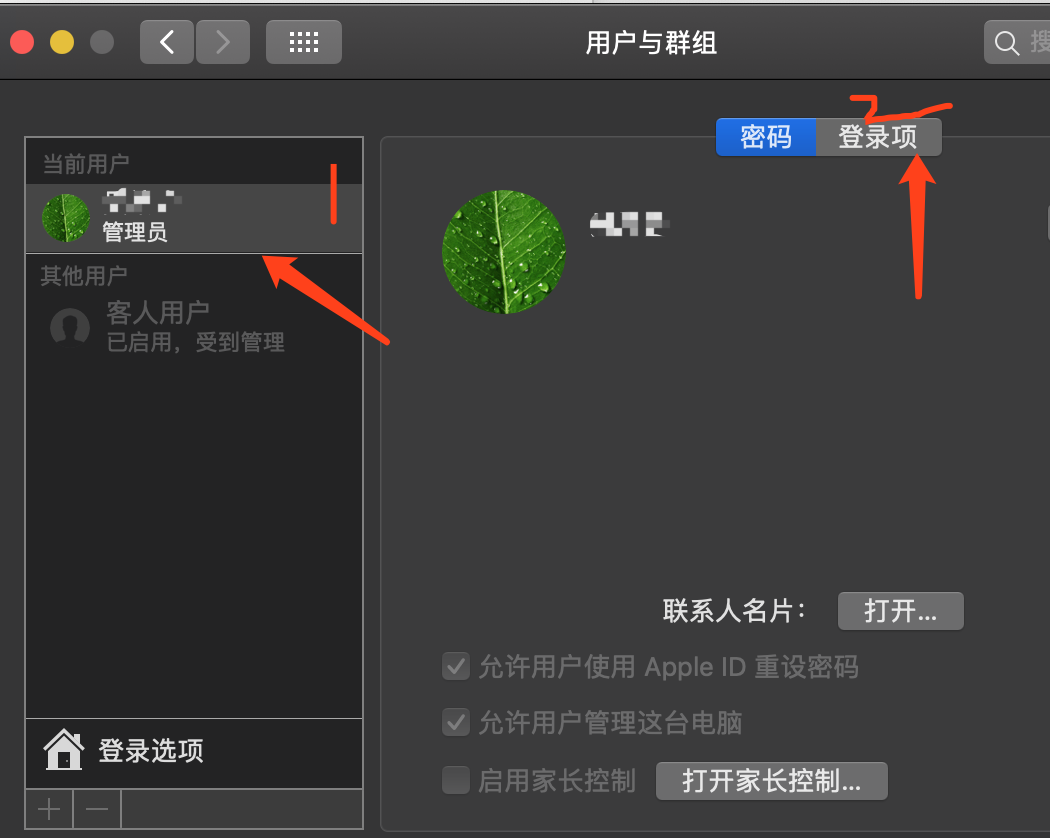 用户与群组
搜
密码
登录项
2
当前用户
1
管理员
其他用户
客人用户
已启用，受到管理
联系人名片：
打开...
允许用户使用 Apple ID 重设密码
允许用户管理这台电脑
启用家长控制
打开家长控制...
登录选项